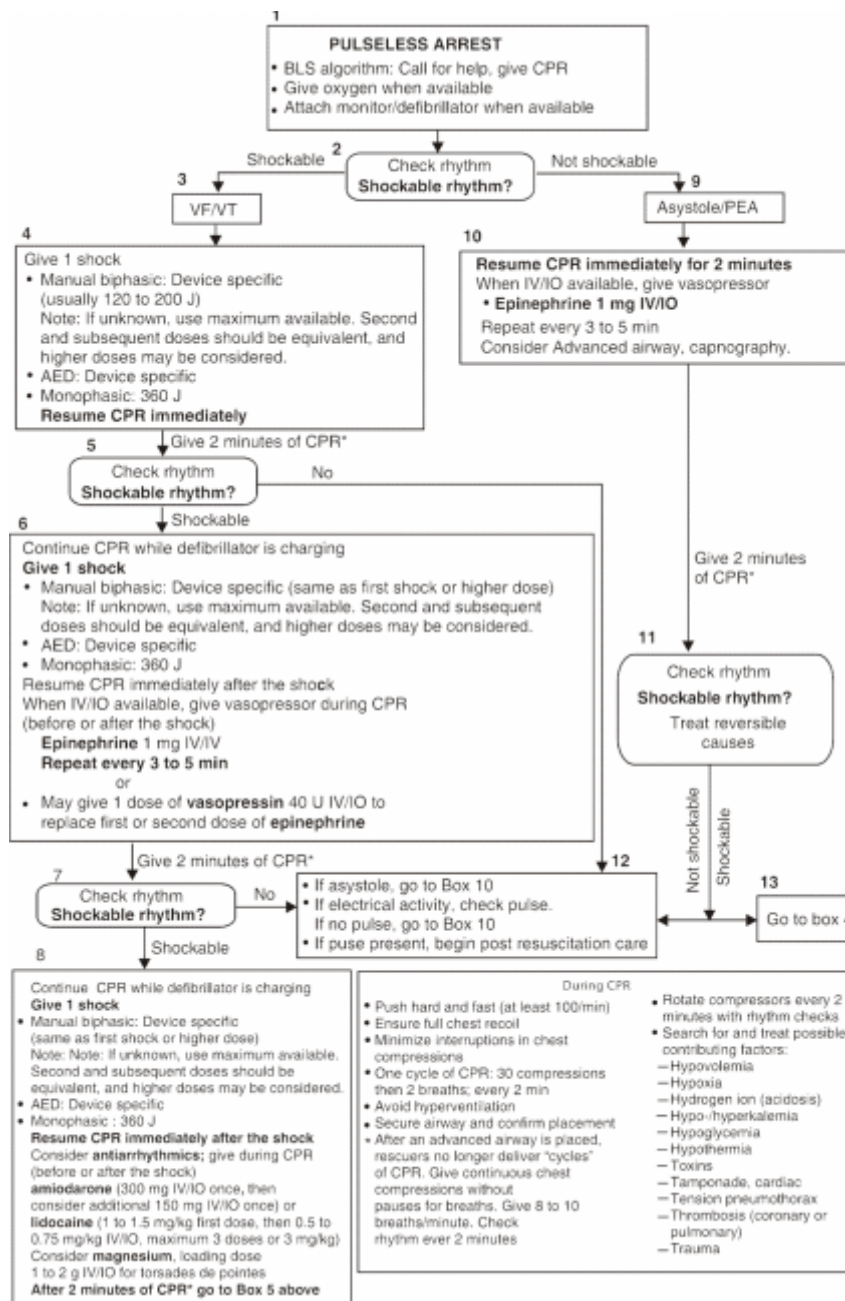 1
PULSELESS ARREST
• BLS algorithm: Call for help, give CPR
• Give oxygen when available
• Attach monitor/defibrillator when available
2
Shockable
Check rhythm
Shockable rhythm?
Not shockable
3
VF/VT
9
Asystole/PEA
4
Give 1 shock
• Manual biphasic: Device specific
(usually 120 to 200 J)
Note: If unknown, use maximum available. Second
and subsequent doses should be equivalent, and
higher doses may be considered.
• AED: Device specific
• Monophasic: 360 J
Resume CPR immediately
10
Resume CPR immediately for 2 minutes
When IV/IO available, give vasopressor
• Epinephrine 1 mg IV/IO
Repeat every 3 to 5 min
Consider Advanced airway, capnography.
Give 2 minutes of CPR*
5
Check rhythm
Shockable rhythm?
No
Shockable
6
Continue CPR while defibrillator is charging
Give 1 shock
• Manual biphasic: Device specific (same as first shock or higher dose)
Note: If unknown, use maximum available. Second and subsequent
doses should be equivalent, and higher doses may be considered.
• AED: Device specific
• Monophasic: 360 J
Resume CPR immediately after the shock
When IV/IO available, give vasopressor during CPR
(before or after the shock)
Epinephrine 1 mg IV/IV
Repeat every 3 to 5 min
or
• May give 1 dose of vasopressin 40 U IV/IO to
replace first or second dose of epinephrine
Give 2 minutes
of CPR*
11
Check rhythm
Shockable rhythm?
Treat reversible
causes
Not shockable
Shockable
Give 2 minutes of CPR*
7
Check rhythm
Shockable rhythm?
No
12
• If asystole, go to Box 10
• If electrical activity, check pulse.
If no pulse, go to Box 10
• If puse present, begin post resuscitation care
13
Go to box 4
Shockable
8
Continue CPR while defibrillator is charging
Give 1 shock
• Manual biphasic: Device specific
(same as first shock or higher dose)
Note: Note: If unknown, use maximum available.
Second and subsequent doses should be
equivalent, and higher doses may be considered.
• AED: Device specific
• Monophasic : 360 J
Resume CPR immediately after the shock
Consider antiarrhythmics; give during CPR
(before or after the shock)
amiodarone (300 mg IV/IO once, then
consider additional 150 mg IV/IO once) or
lidocaine (1 to 1.5 mg/kg first dose, then 0.5 to
0.75 mg/kg IV/IO, maximum 3 doses or 3 mg/kg)
Consider magnesium, loading dose
1 to 2 g IV/IO for torsades de pointes
After 2 minutes of CPR* go to Box 5 above
During CPR
• Push hard and fast (at least 100/min)
• Ensure full chest recoil
• Minimize interruptions in chest
compressions
• One cycle of CPR: 30 compressions
then 2 breaths; every 2 min
• Avoid hyperventilation
• Secure airway and confirm placement
* After an advanced airway is placed,
rescuers no longer deliver "cycles"
of CPR. Give continuous chest
compressions without
pauses for breaths. Give 8 to 10
breaths/minute. Check
rhythm ever 2 minutes
• Rotate compressors every 2
minutes with rhythm checks
• Search for and treat possible
contributing factors:
—Hypovolemia
—Hypoxia
—Hydrogen ion (acidosis)
—Hypo-/hyperkalemia
—Hypoglycemia
—Hypothermia
—Toxins
—Tamponade, cardiac
—Tension pneumothorax
—Thrombosis (coronary or
pulmonary)
—Trauma